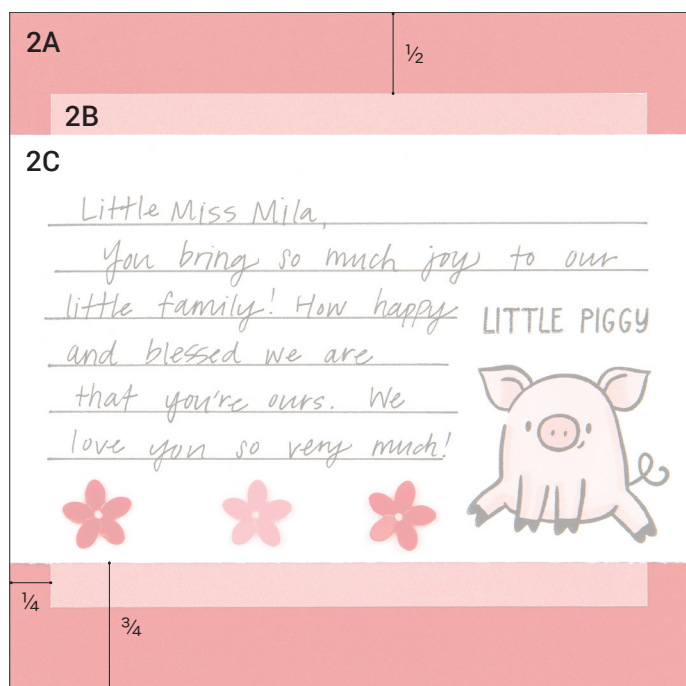 2A
½
2B
2C
Little Miss Mila,
You bring so much joy to our
little family! How happy
LITTLE PIGGY
and blessed we are
that you're ours. We
love you so very much!
¼
¾